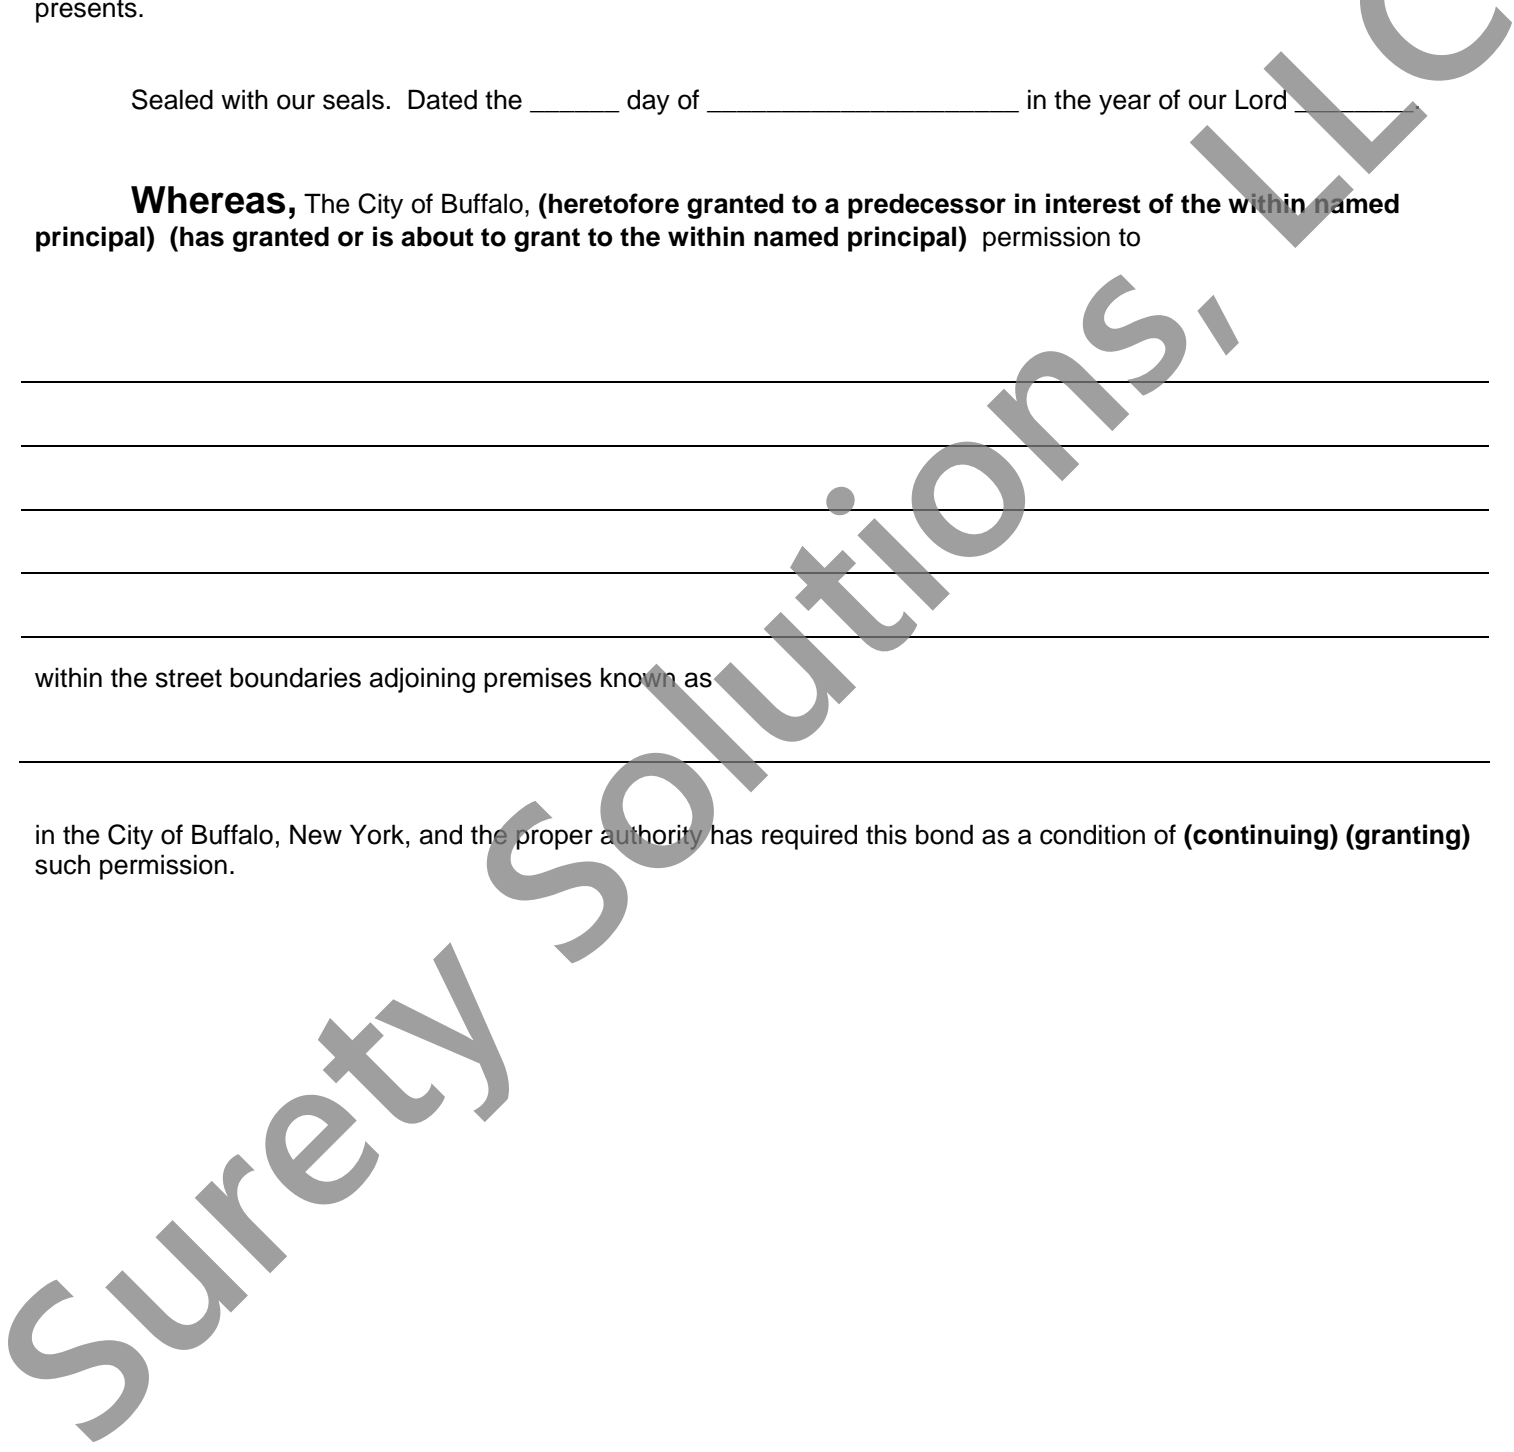 presents.
Sealed with our seals.  Dated the ______ day of _____________________ in the year of our Lord ________.
Whereas, The City of Buffalo, (heretofore granted to a predecessor in interest of the within named
principal)  (has granted or is about to grant to the within named principal)  permission to
within the street boundaries adjoining premises known as
in the City of Buffalo, New York, and the proper authority has required this bond as a condition of (continuing) (granting)
such permission.
Surety Solutions, LLC